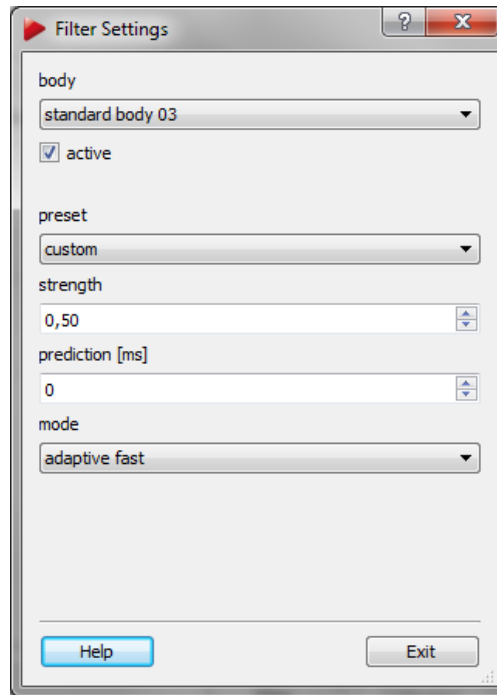 Filter Settings
body
standard body 03
active
preset
custom
strength
0,50
prediction [ms]
0
mode
adaptive fast
Help
Exit